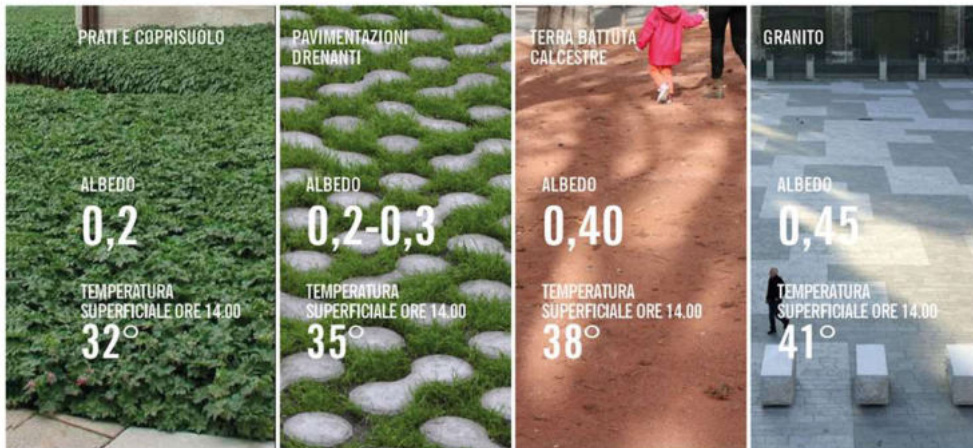 PRATI E COPRISUOLO
ALBEDO
0,2
TEMPERATURA
SUPERFICIALE ORE 14.00
32°
PAVIMENTAZIONI
DRENANTI
ALBEDO
0,2-0,3
TEMPERATURA
SUPERFICIALE ORE 14.00
35°
TERRA BATTUTA
CALCESTRE
ALBEDO
0,40
TEMPERATURA
SUPERFICIALE ORE 14.00
38°
GRANITO
ALBEDO
0,45
TEMPERATURA
SUPERFICIALE ORE 14.00
41°